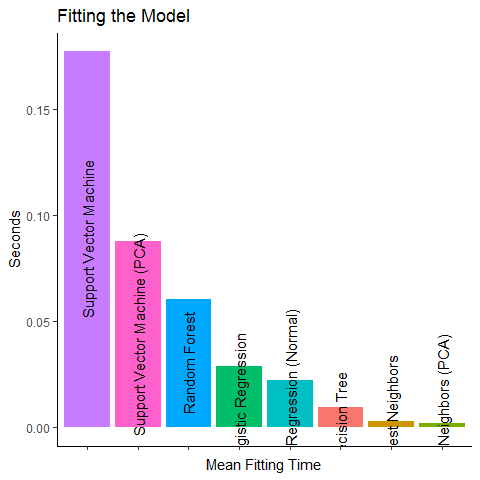 Fitting the Model
Seconds
0.15
0.10
0.05
0.00
Support Vector Machine
Support Vector Machine (PCA)
Random Forest
gistic Regression
Regression (Normal)
cision Tree
est Neighbors
Neighbors (PCA)
Mean Fitting Time